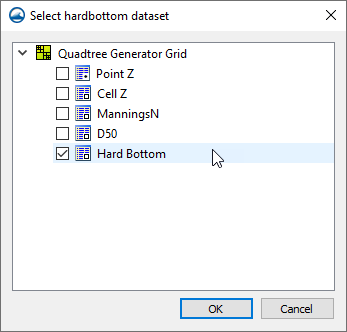 Select hardbottom dataset
Quadtree Generator Grid
Point Z
Cell Z
ManningsN
D50
Hard Bottom
OK Cancel